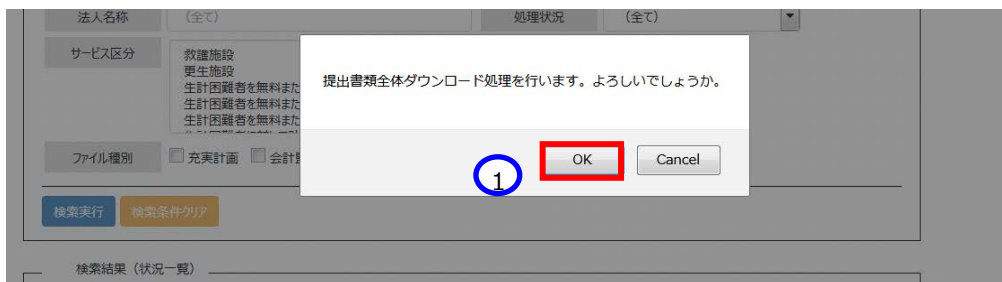 法人名称 (全て) 処理状況 (全て)
サービス区分
救護施設
更生施設
生計困難者を無料また
生計困難者を無料また
生計困難者を無料また
提出書類全体ダウンロード処理を行います。よろしいでしょうか。
OK Cancel
1
ファイル種別 充実計画 会計
検索実行 検索条件クリア
検索結果（状況一覧）